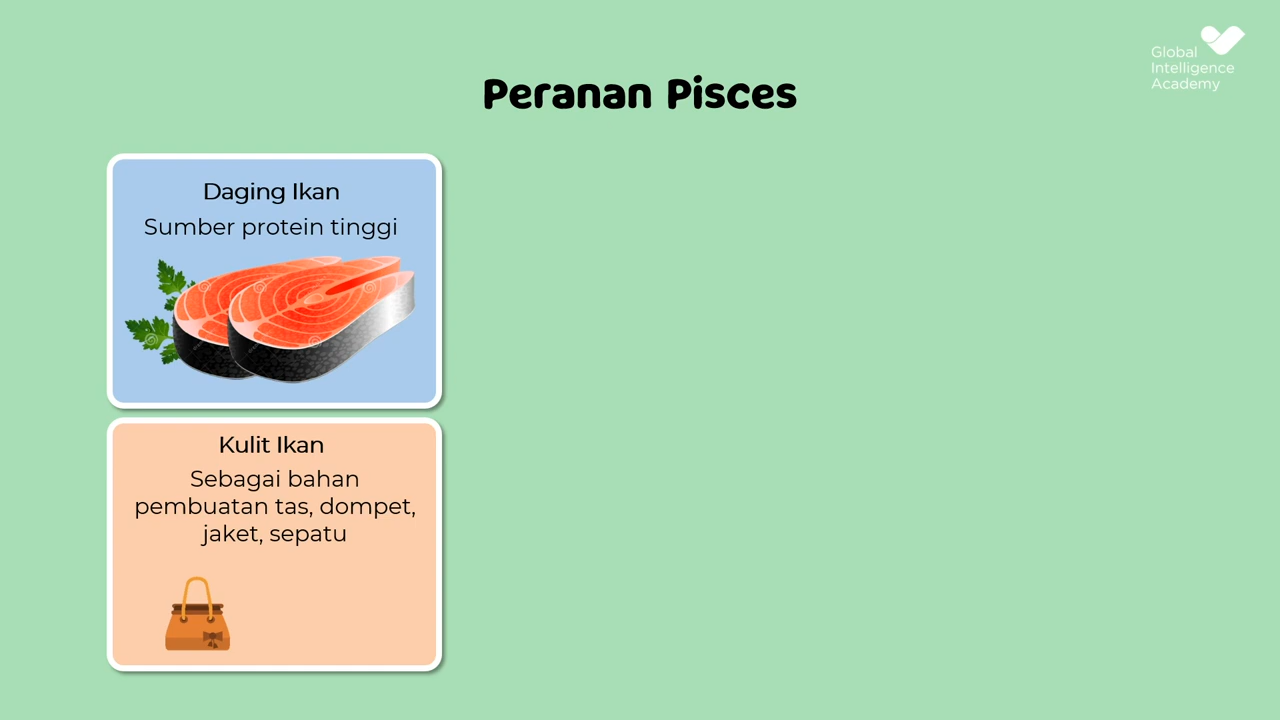 Global
Intelligence
Academy
Peranan Pisces
Daging Ikan
Sumber protein tinggi
Kulit Ikan
Sebagai bahan
pembuatan tas, dompet,
jaket, sepatu